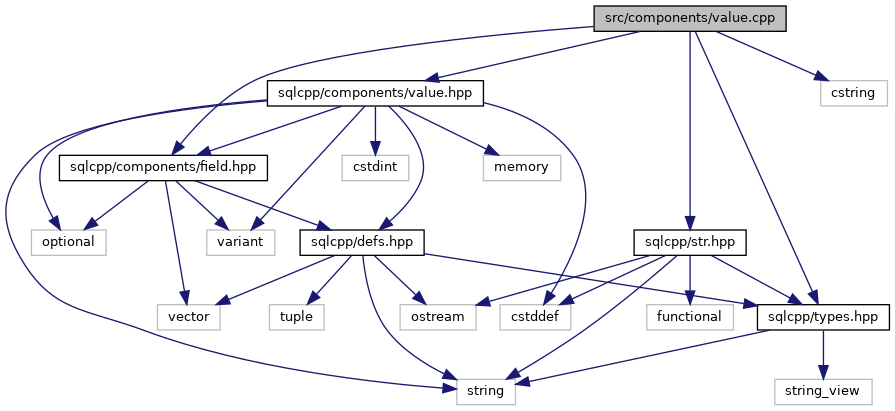 src/components/value.cpp
sqlcpp/components/value.hpp
cstring
sqlcpp/components/field.hpp
cstdint
memory
optional
variant
sqlcpp/defs.hpp
sqlcpp/str.hpp
vector
tuple
ostream
cstddef
functional
sqlcpp/types.hpp
string
string_view